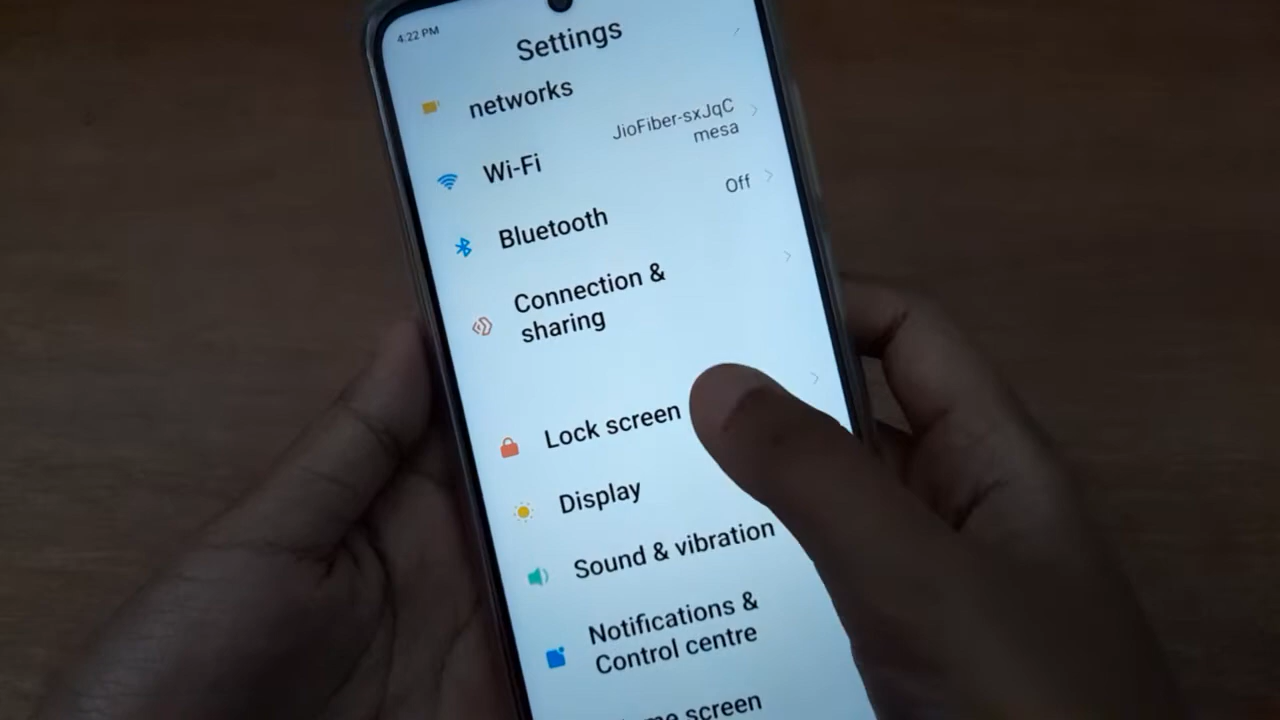 4:22 PM
Settings
networks
JioFiber-sxJqC
mesa
Wi-Fi
Off
Bluetooth
Connection &
sharing
Lock screen
Display
Sound & vibration
Notifications &
Control centre
screen